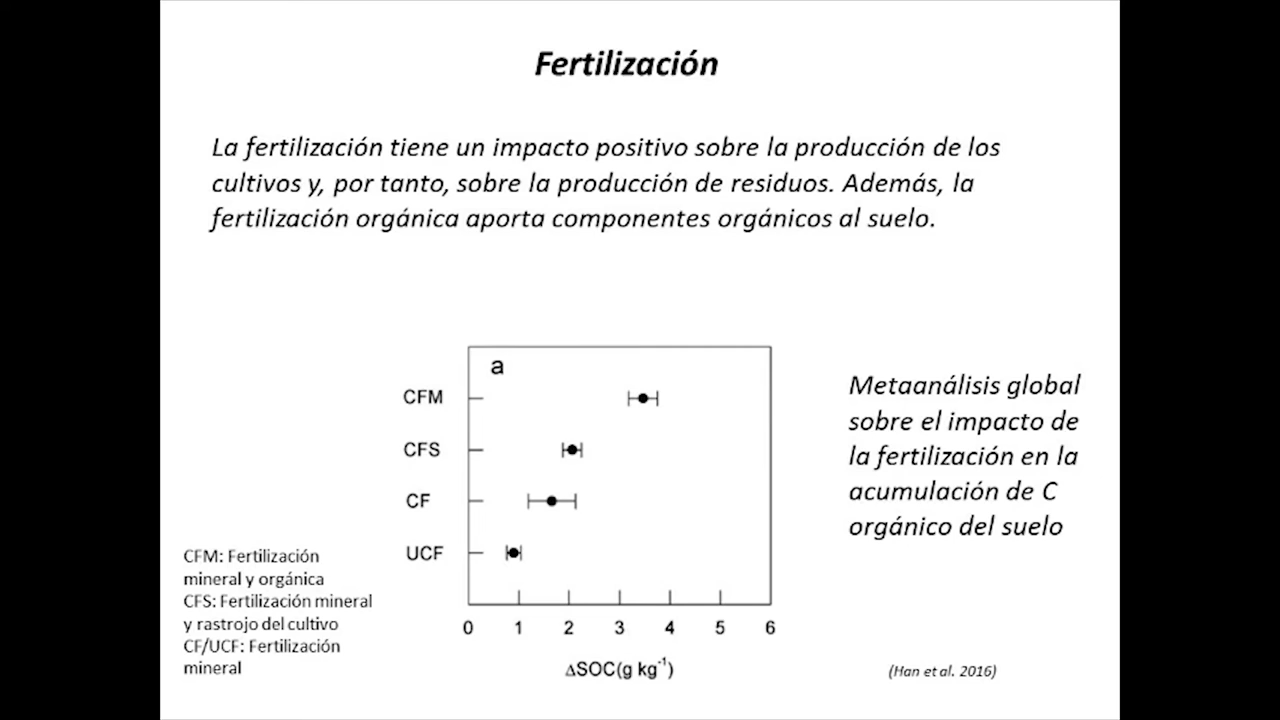 Fertilización
La fertilización tiene un impacto positivo sobre la producción de los
cultivos y, por tanto, sobre la producción de residuos. Además, la
fertilización orgánica aporta componentes orgánicos al suelo.
a
CFM
CFS
CF
UCF
0 1 2 3 4 5 6
ΔSOC(g kg⁻¹)
Metaanálisis global
sobre el impacto de
la fertilización en la
acumulación de C
orgánico del suelo
CFM: Fertilización
mineral y orgánica
CFS: Fertilización mineral
y rastrojo del cultivo
CF/UCF: Fertilización
mineral
(Han et al. 2016)